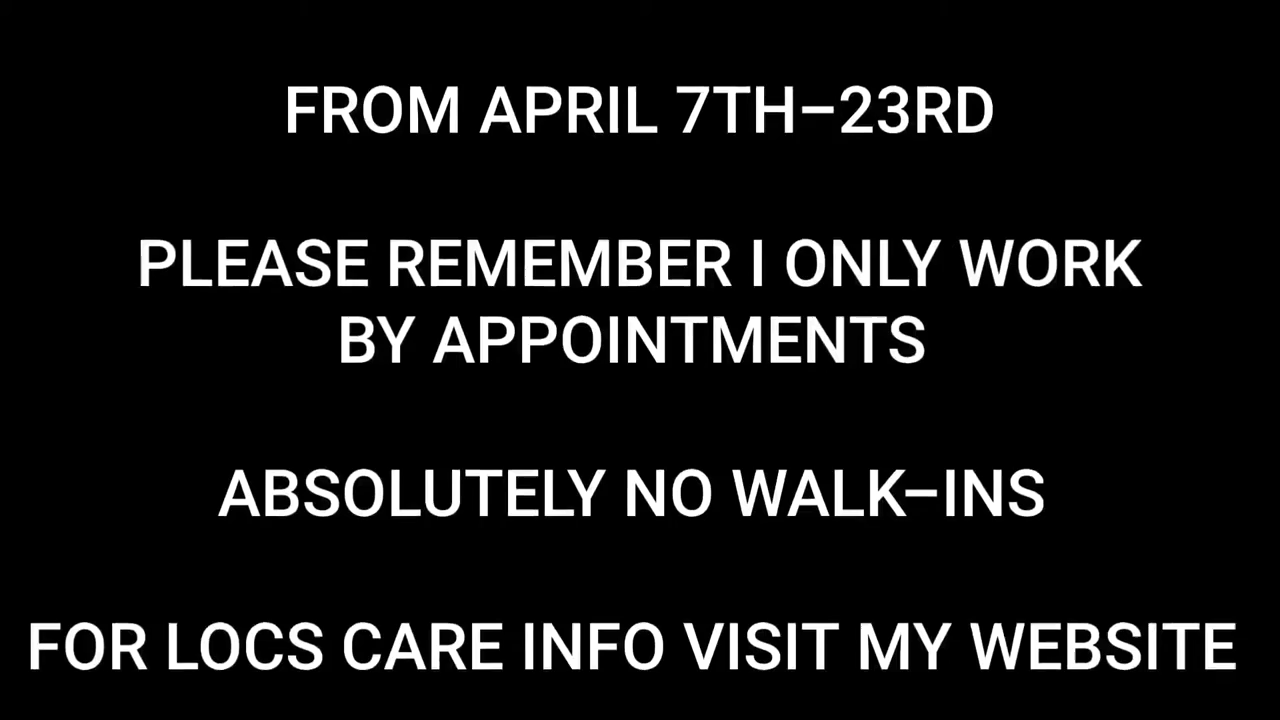 FROM APRIL 7TH–23RD
PLEASE REMEMBER I ONLY WORK
BY APPOINTMENTS
ABSOLUTELY NO WALK–INS
FOR LOCS CARE INFO VISIT MY WEBSITE